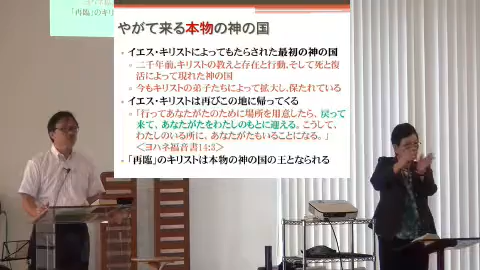 やがて来る本物の神の国
• イエス・キリストによってもたらされた最初の神の国
• 二千年前、キリストの教えと存在と行動、そして死と復
活によって現れた神の国
• 今もキリストの弟子たちによって拡大し、保たれている
• イエス・キリストは再びこの地に帰ってくる
• 「行ってあなたがたのために場所を用意したら、戻って
来て、あなたがたをわたしのもとに迎える。こうして、
わたしのいる所に、あなたがたもいることになる。」
<ヨハネ福音書14:3>
• 「再臨」のキリストは本物の神の国の王となられる
「再臨」のキリ